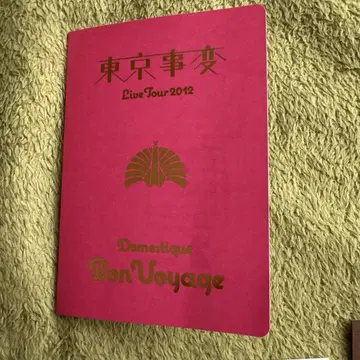 東京事変
Live Tour 2012
Domestique
Bon Voyage